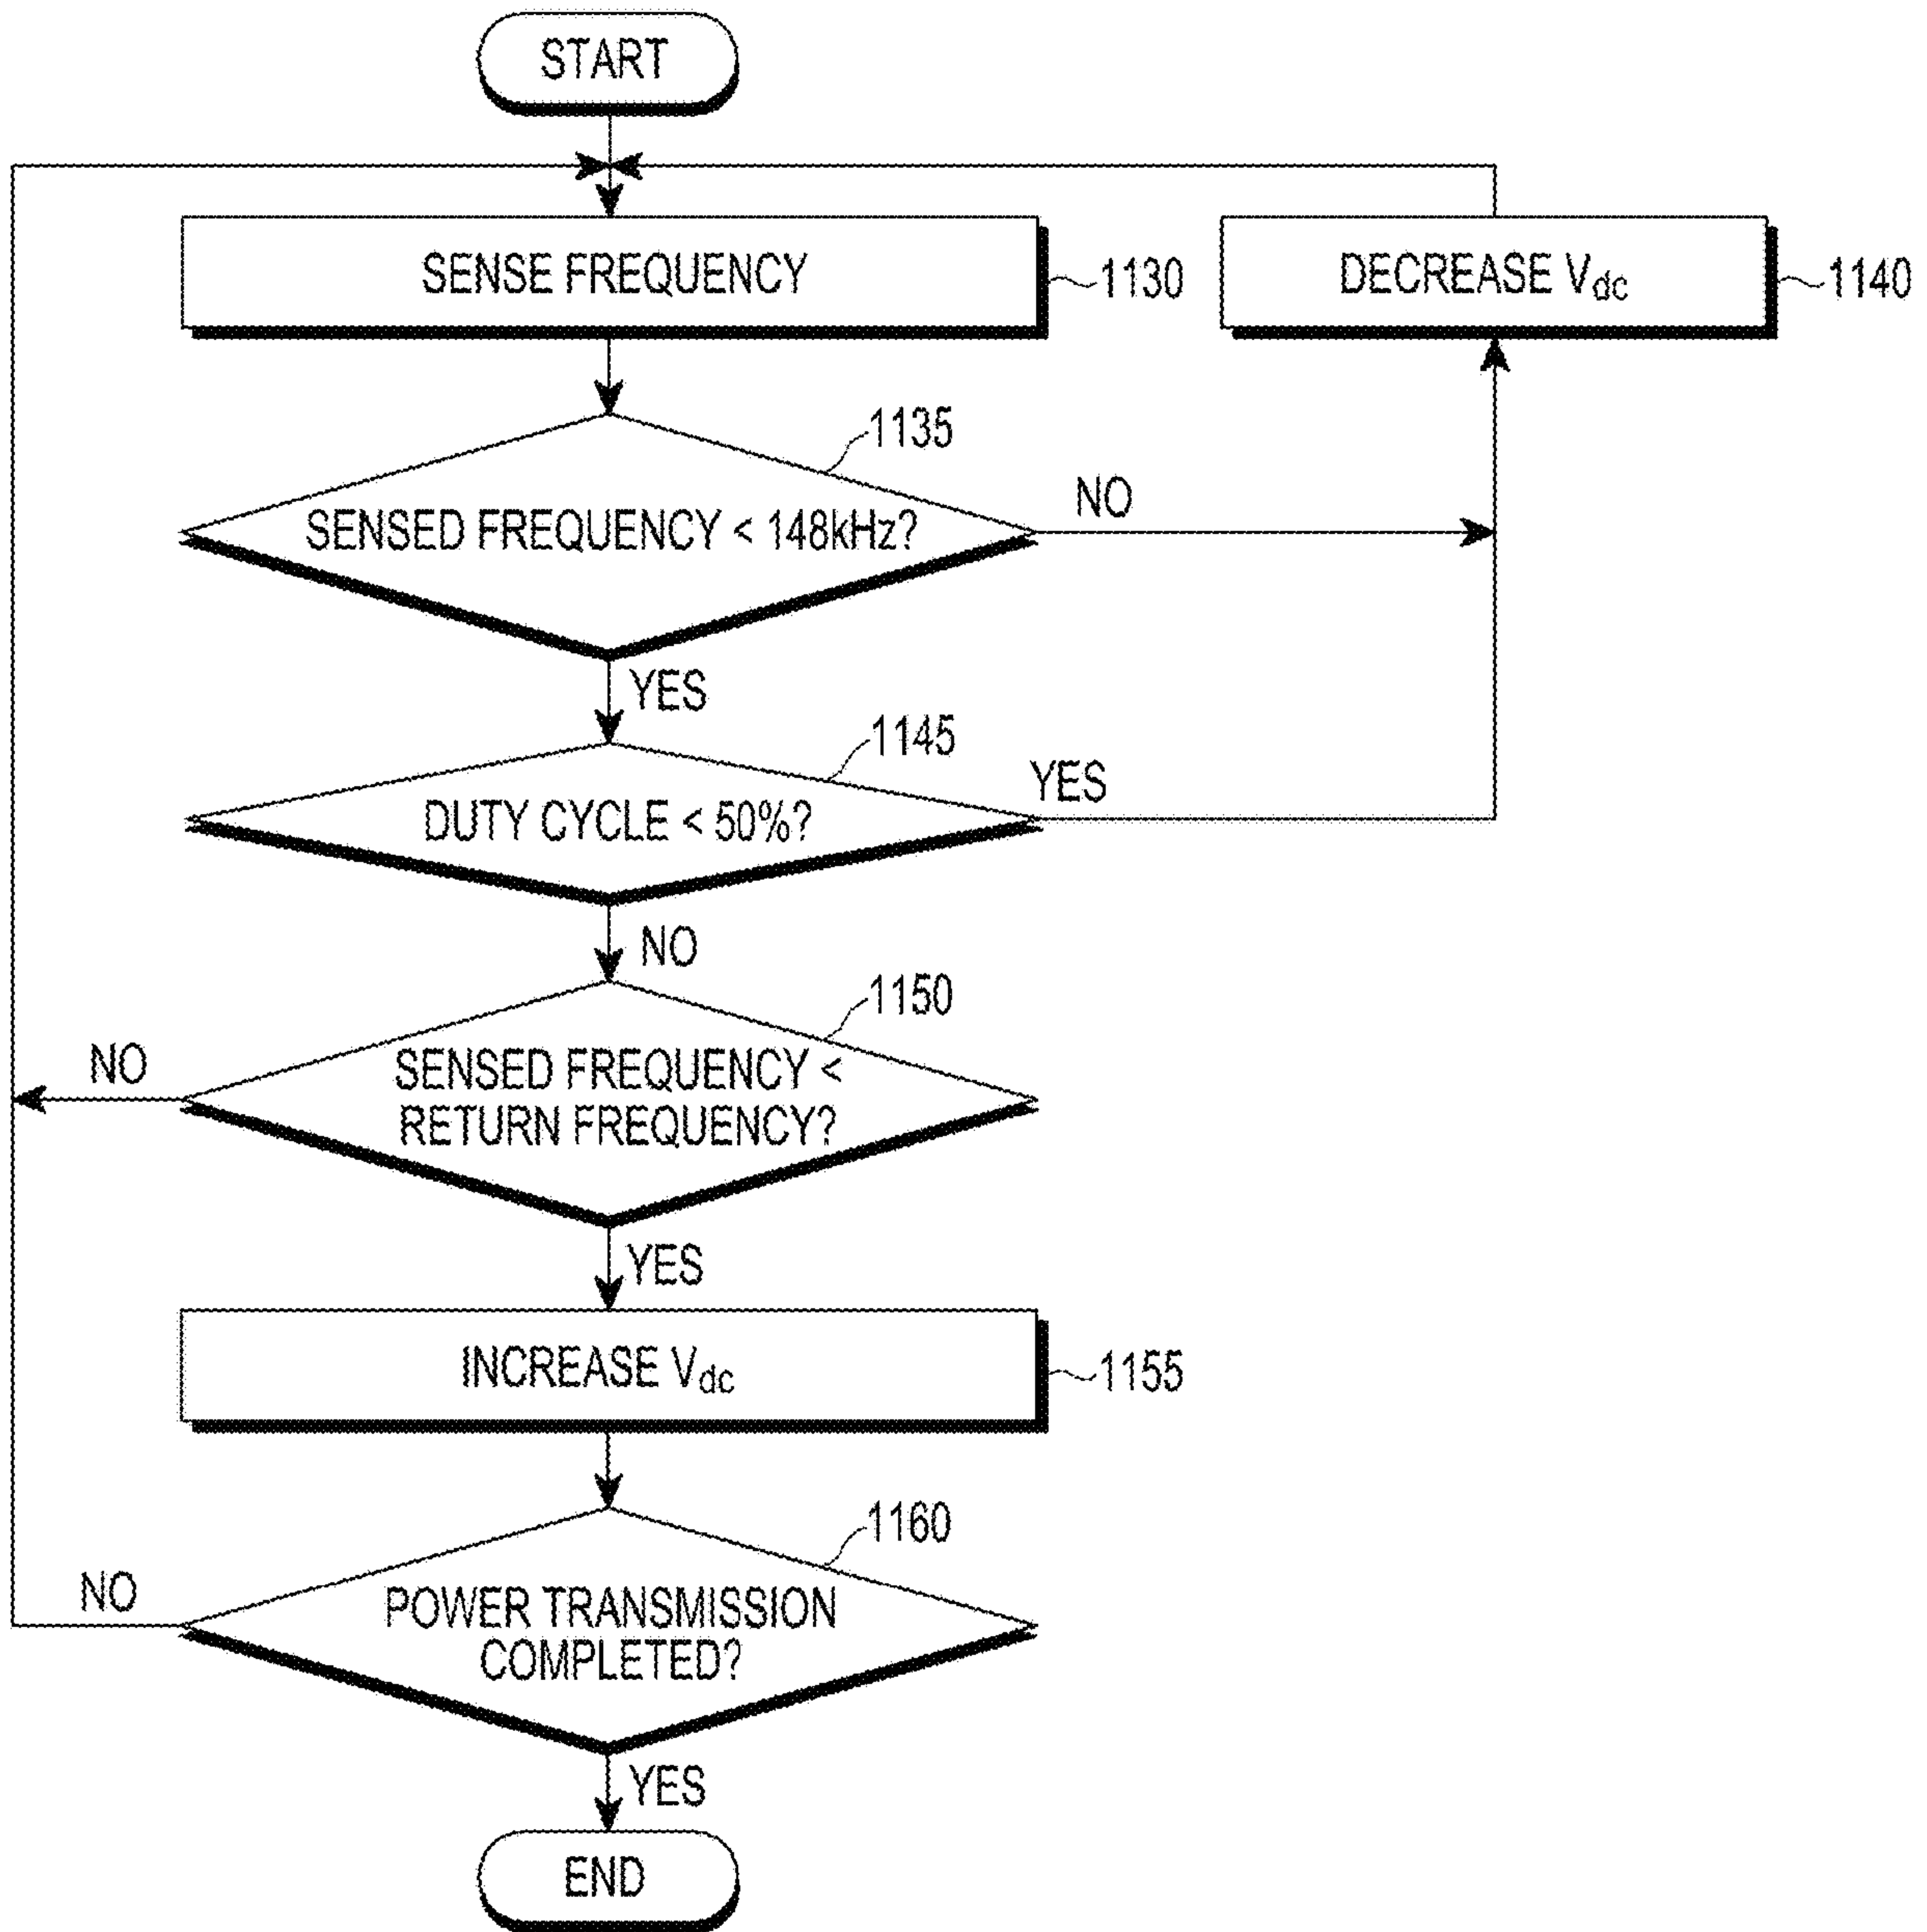 START
SENSE FREQUENCY
1130
DECREASE Vdc
1140
1135
SENSED FREQUENCY < 148kHz?
NO
YES
1145
DUTY CYCLE < 50%?
YES
NO
1150
SENSED FREQUENCY <
RETURN FREQUENCY?
NO
YES
INCREASE Vdc
1155
1160
POWER TRANSMISSION
COMPLETED?
NO
YES
END